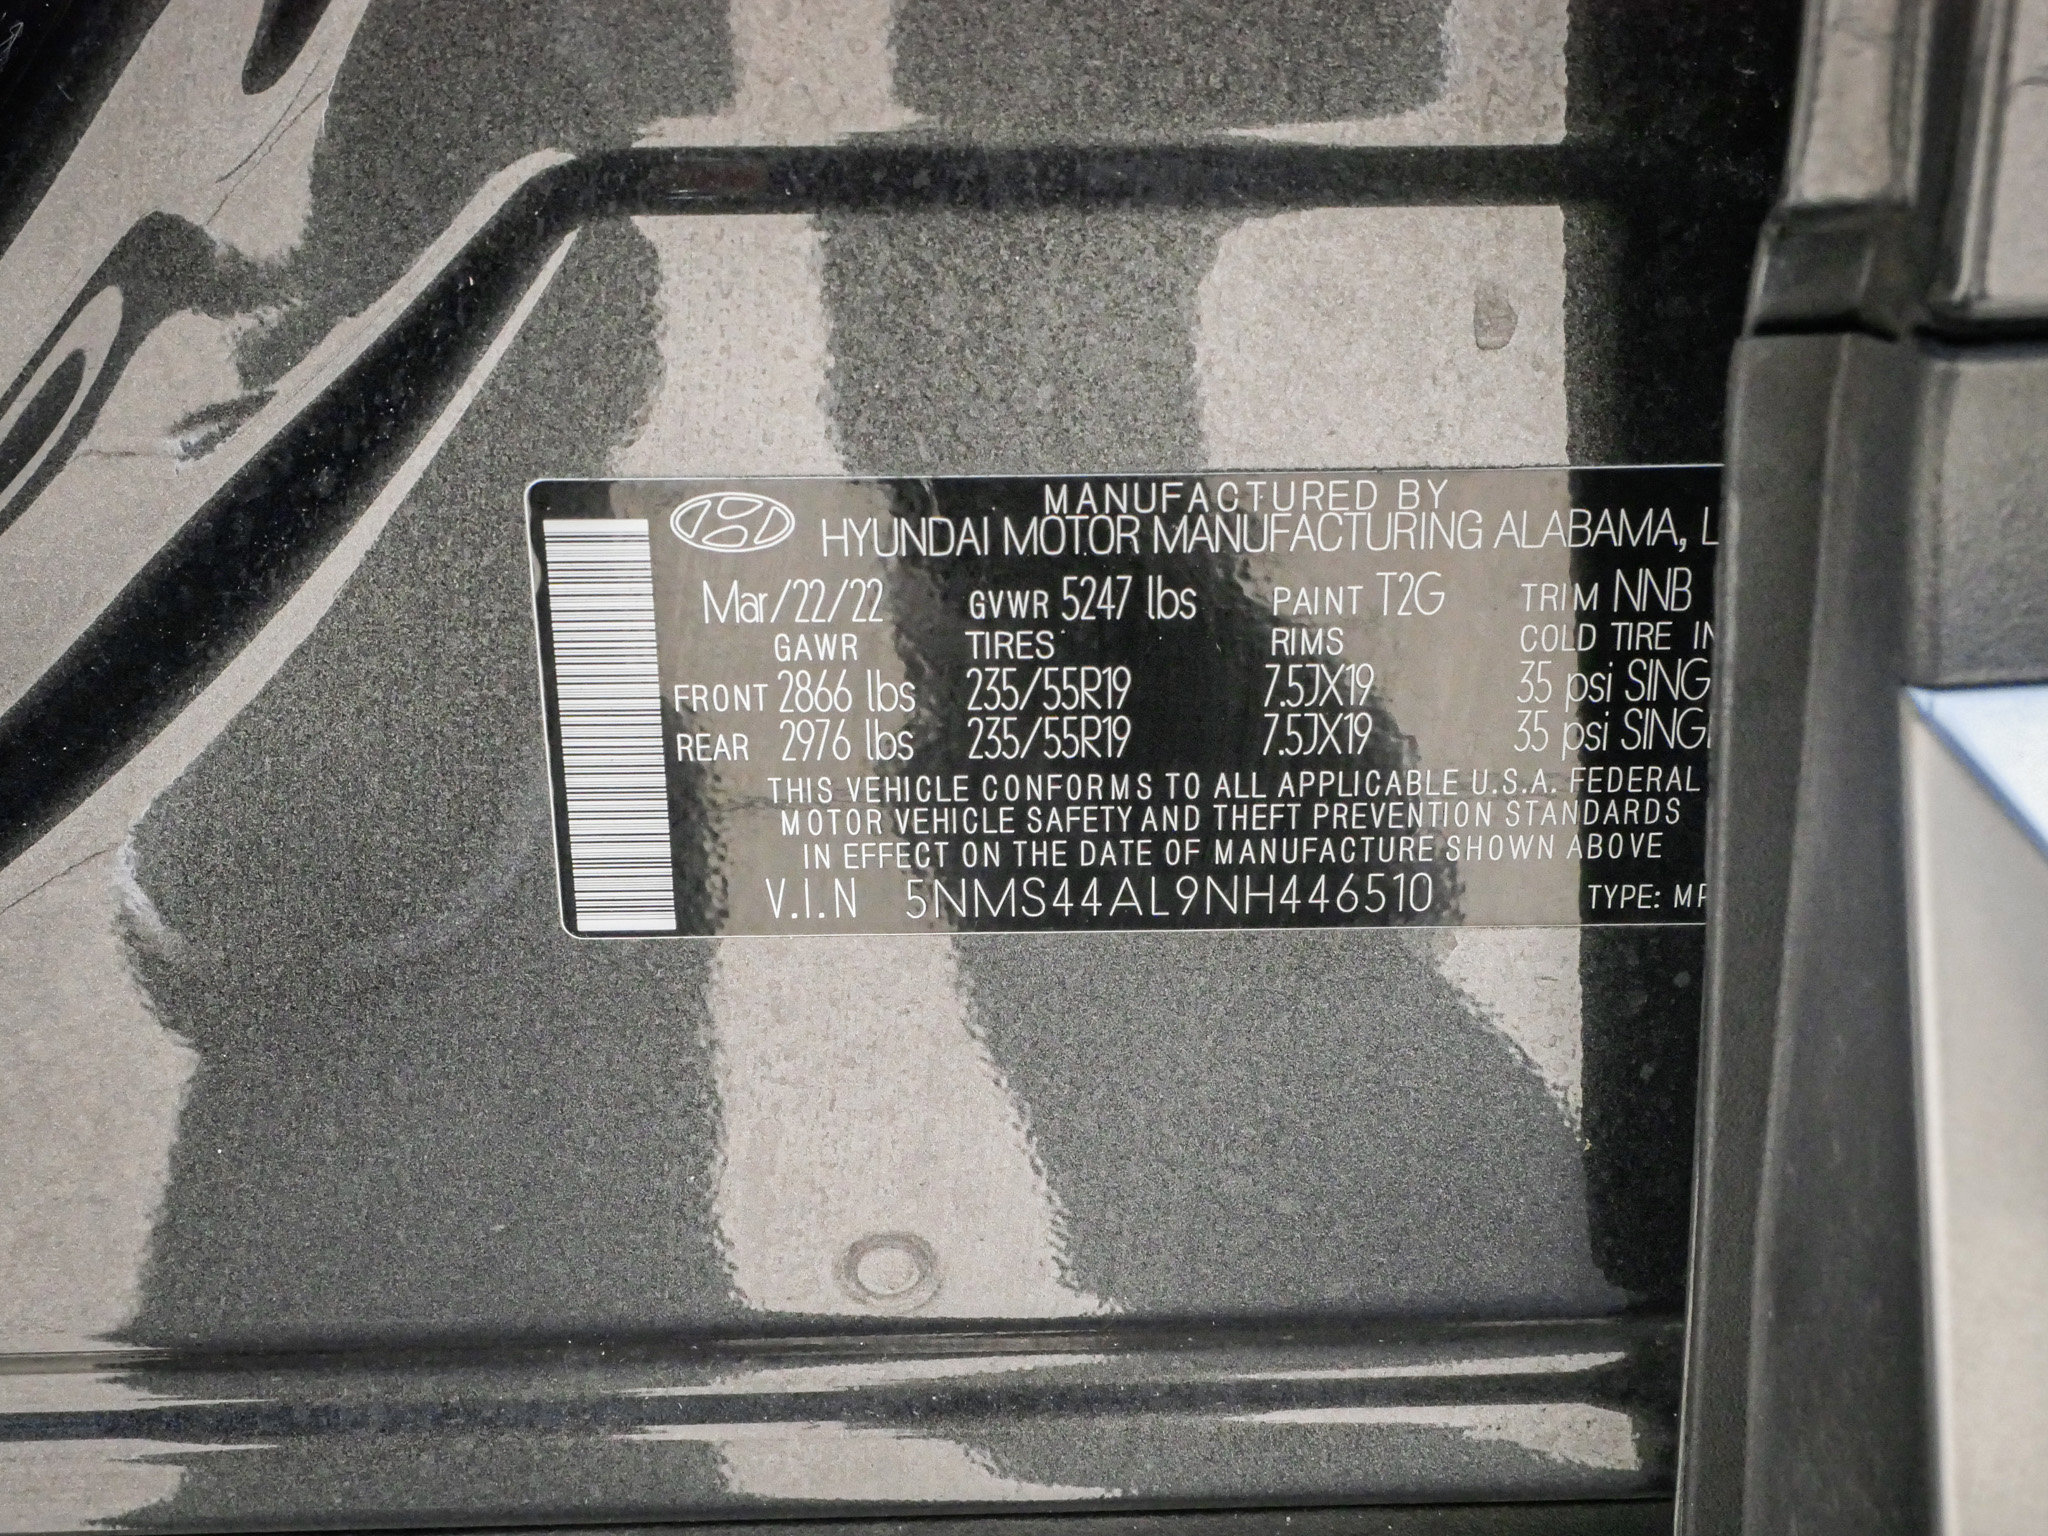 MANUFACTURED BY
HYUNDAI MOTOR MANUFACTURING ALABAMA, L
Mar/22/22 GVWR 5247 lbs PAINT T2G TRIM NNB
GAWR TIRES RIMS COLD TIRE IN
FRONT 2866 lbs 235/55R19 7.5JX19 35 psi SING
REAR 2976 lbs 235/55R19 7.5JX19 35 psi SINGL
THIS VEHICLE CONFORMS TO ALL APPLICABLE U.S.A. FEDERAL
MOTOR VEHICLE SAFETY AND THEFT PREVENTION STANDARDS
IN EFFECT ON THE DATE OF MANUFACTURE SHOWN ABOVE
V.I.N 5NMS44AL9NH446510 TYPE: MP